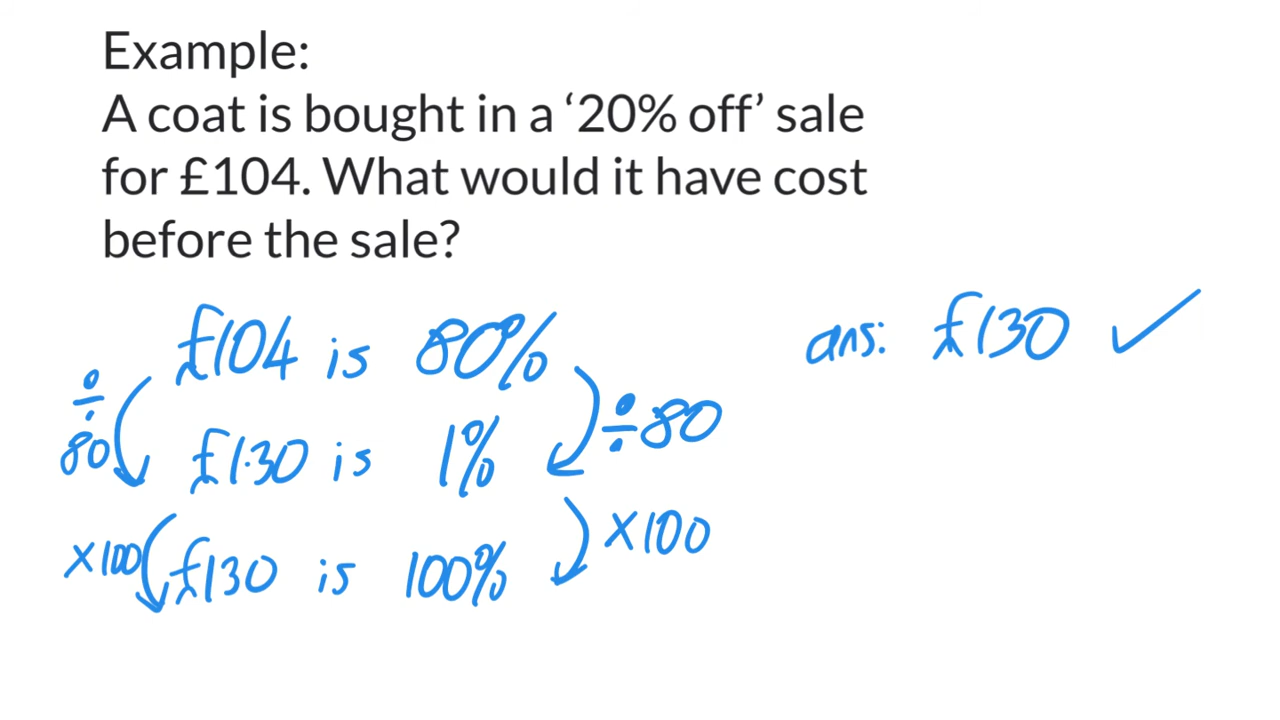 Example:
A coat is bought in a ‘20% off’ sale
for £104. What would it have cost
before the sale?
£104 is 80%
ans: £130 ✓
÷80
÷80
£1.30 is 1%
×100
×100
£130 is 100%